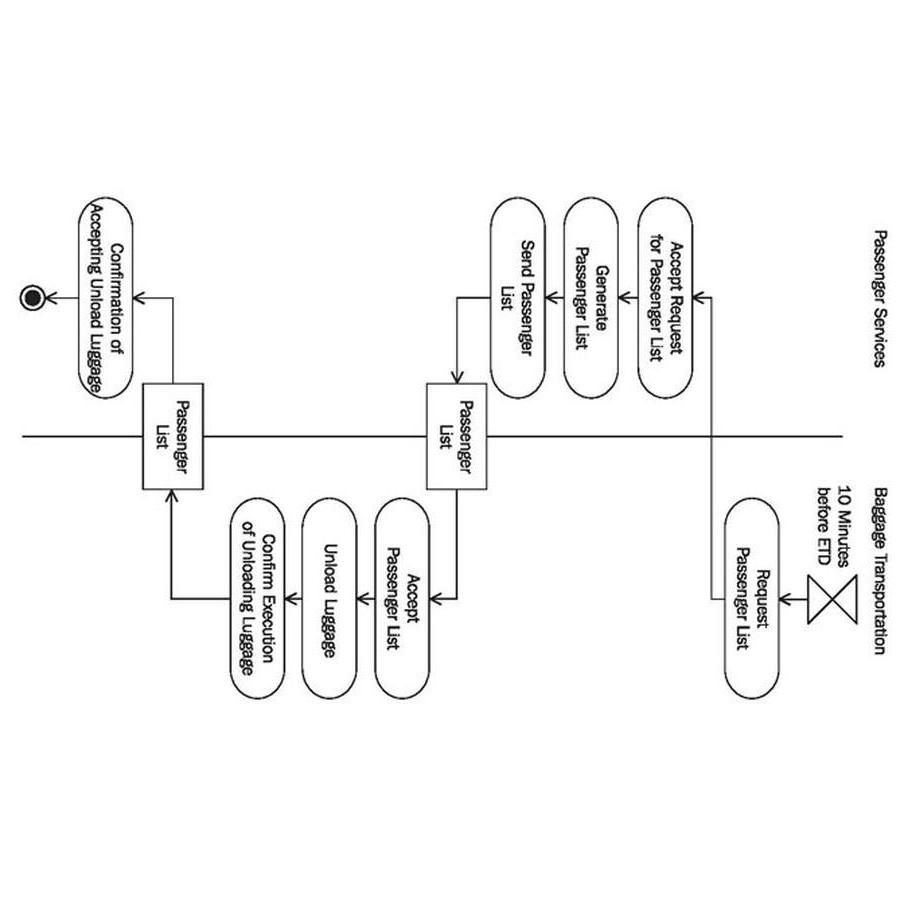 Passenger Services
Baggage Transportation
10 Minutes
before ETD
Request
Passenger List
Accept Request
for Passenger List
Generate
Passenger List
Send Passenger
List
Passenger
List
Accept
Passenger List
Unload Luggage
Confirm Execution
of Unloading Luggage
Passenger
List
Confirmation of
Accepting Unload Luggage